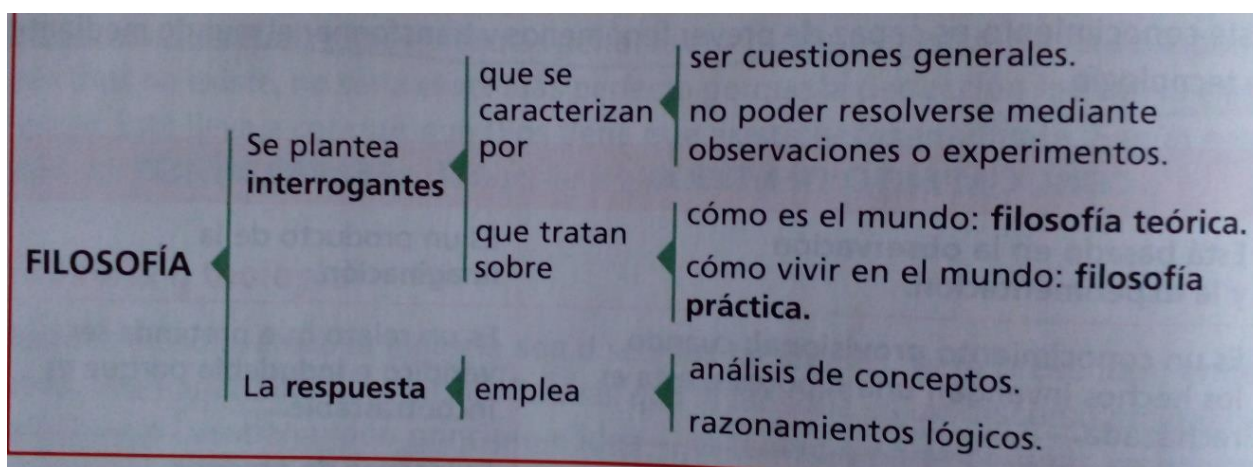 FILOSOFÍA
Se plantea
interrogantes
que se
caracterizan
por
ser cuestiones generales.
no poder resolverse mediante
observaciones o experimentos.
que tratan
sobre
cómo es el mundo: filosofía teórica.
cómo vivir en el mundo: filosofía
práctica.
La respuesta
emplea
análisis de conceptos.
razonamientos lógicos.